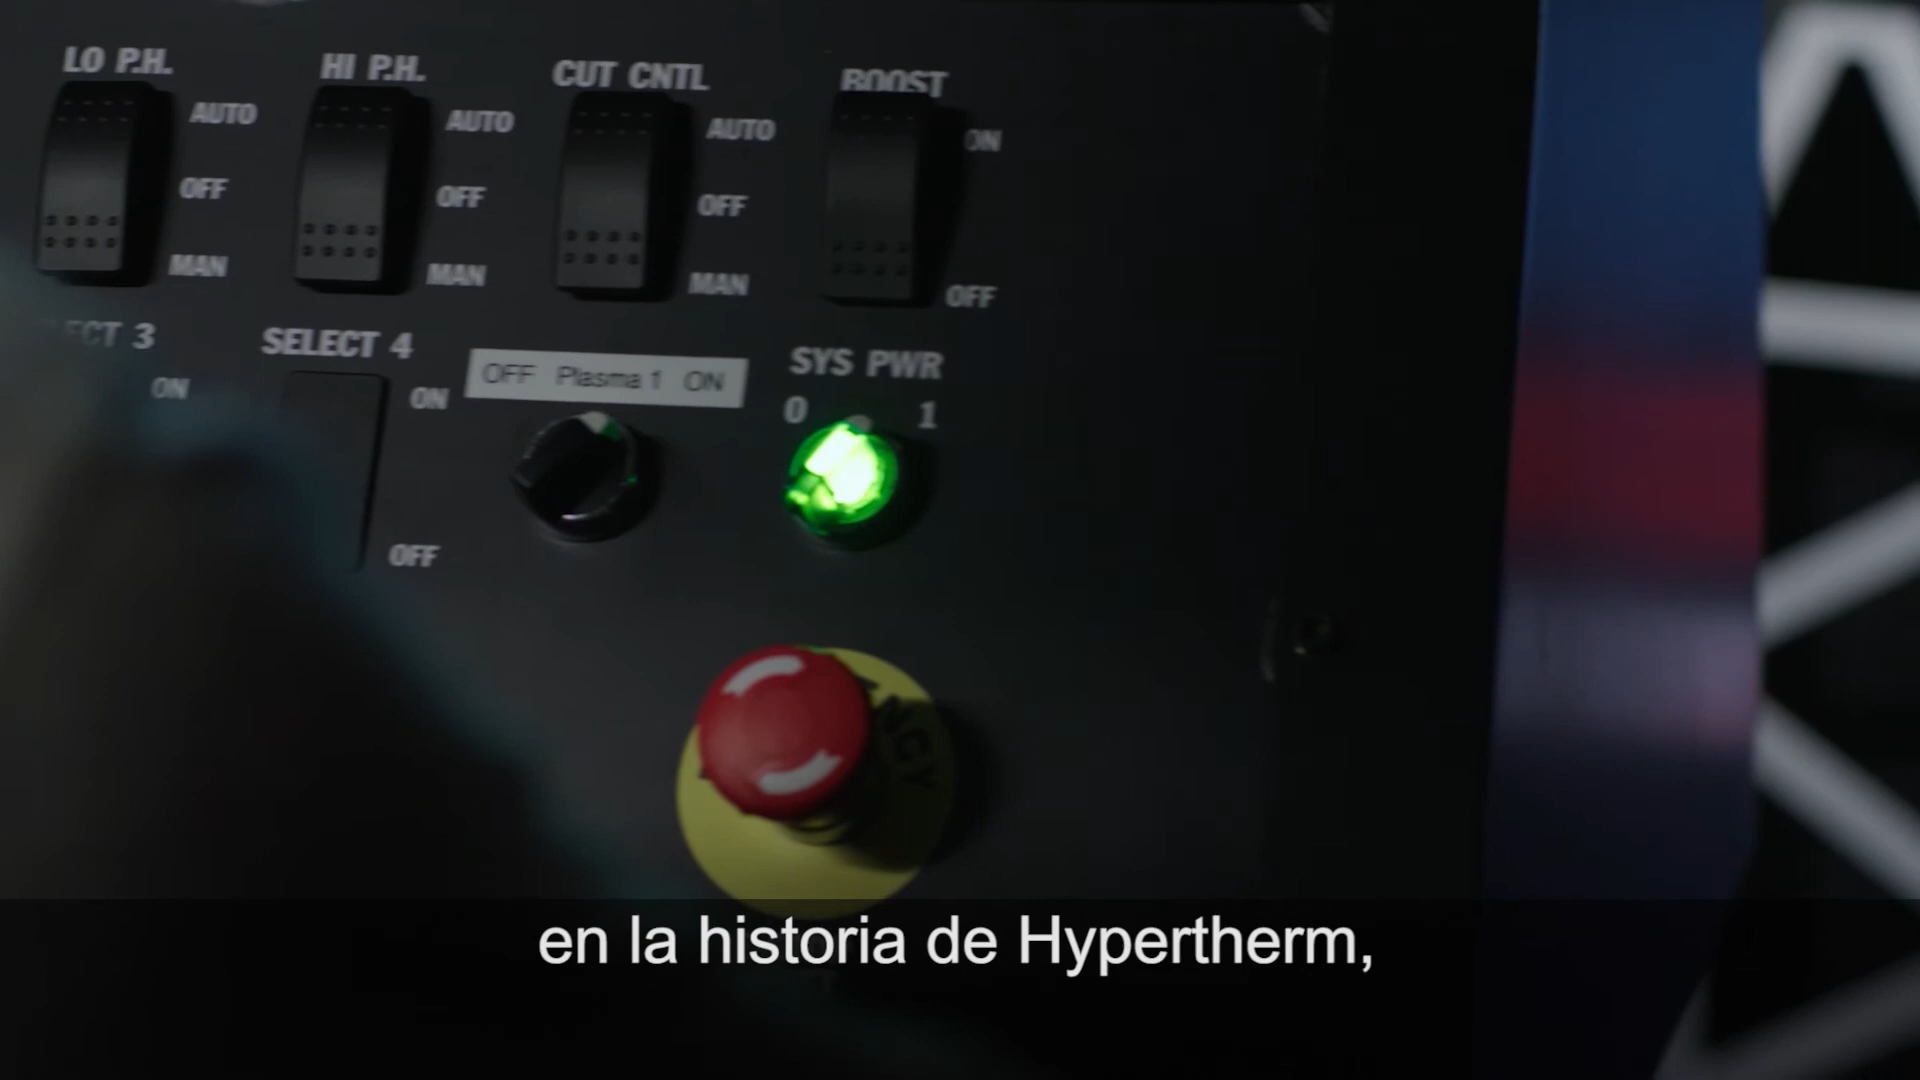 LO P.H. HI P.H. CUT CNTL BOOST
AUTO AUTO AUTO ON
OFF OFF OFF
MAN MAN MAN OFF
3 SELECT 4 OFF Plasma 1 ON SYS PWR
ON ON 0 1
OFF
en la historia de Hypertherm,